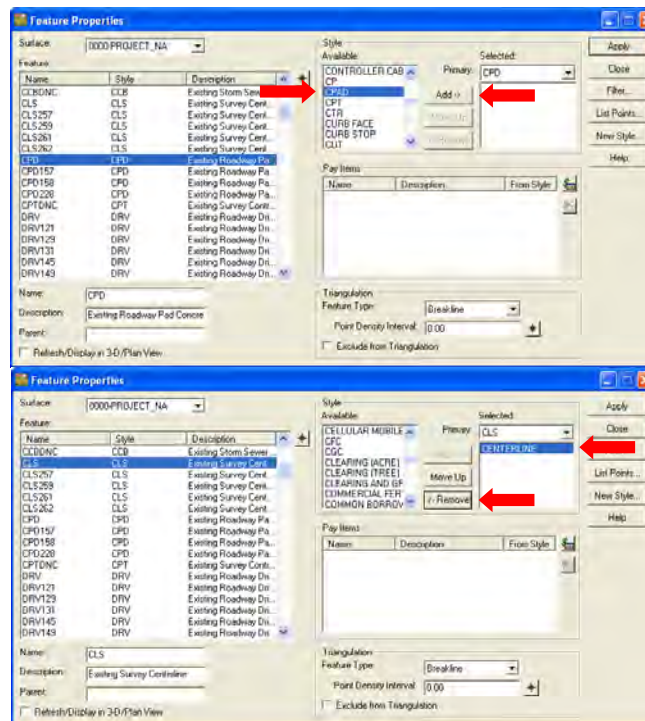 Feature Properties
Surface: 0000-PROJECT_NA
Feature:
Name Style Description
CCBDNC CCB Existing Storm Sew...
CLS CLS Existing Survey Cent...
CLS257 CLS Existing Survey Cent...
CLS259 CLS Existing Survey Cent...
CLS261 CLS Existing Survey Cent...
CLS262 CLS Existing Survey Cent...
CPD CPD Existing Roadway Pa...
CPD157 CPD Existing Roadway Pa...
CPD158 CPD Existing Roadway Pa...
CPD228 CPD Existing Roadway Pa...
CPTDNC CPT Existing Survey Contr...
DRV DRV Existing Roadway Dri...
DRV121 DRV Existing Roadway Dri...
DRV129 DRV Existing Roadway Dri...
DRV131 DRV Existing Roadway Dri...
DRV145 DRV Existing Roadway Dri...
DRV149 DRV Existing Roadway Dri...
Name: CPD
Description: Existing Roadway Pad Concre
Parent:
Refresh/Display in 3-D/Plan View
Style
Available:
CONTROLLER CAB
CP
CPAD
CPT
CTR
CURB FACE
CURB STOP
CUT
Primary: CPD
Selected:
Add ->
Move Up
Pay Items
Name Description From Style
Triangulation
Feature Type: Breakline
Point Density Interval: 0.00
Exclude from Triangulation
Apply
Close
Filter...
List Points...
New Style...
Help
Feature Properties
Surface: 0000-PROJECT_NA
Feature:
Name Style Description
CCBDNC CCB Existing Storm Sewer...
CLS CLS Existing Survey Cent...
CLS257 CLS Existing Survey Cent...
CLS259 CLS Existing Survey Cent...
CLS261 CLS Existing Survey Cent...
CLS262 CLS Existing Survey Cent...
CPD CPD Existing Roadway Pa...
CPD157 CPD Existing Roadway Pa...
CPD158 CPD Existing Roadway Pa...
CPD228 CPD Existing Roadway Pa...
CPTDNC CPT Existing Survey Contr...
DRV DRV Existing Roadway Dri...
DRV121 DRV Existing Roadway Dri...
DRV129 DRV Existing Roadway Dri...
DRV131 DRV Existing Roadway Dri...
DRV145 DRV Existing Roadway Dri...
DRV149 DRV Existing Roadway Dri
Name: CLS
Description: Existing Survey Centerline
Parent:
Refresh/Display in 3-D/Plan View
Style
Available:
CELLULAR MOBILE
CFC
CGC
CLEARING (ACRE)
CLEARING (TREE)
CLEARING AND GF
COMMERCIAL FER
COMMON BORROV
Primary: CLS
Selected:
CENTERLINE
Move Up
<- Remove
Pay Items
Name Description From Style
Triangulation
Feature Type: Breakline
Point Density Interval: 0.00
Exclude from Triangulation
Apply
Close
List Points...
New Style...
Help